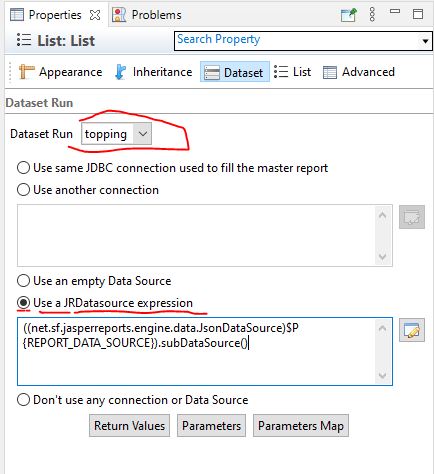 Properties
Problems
List: List
Search Property
Appearance
Inheritance
Dataset
List
Advanced
Dataset Run
Dataset Run
topping
Use same JDBC connection used to fill the master report
Use another connection
Use an empty Data Source
Use a JRDatasource expression
((net.sf.jasperreports.engine.data.JsonDataSource)$P
{REPORT_DATA_SOURCE}).subDataSource()
Don't use any connection or Data Source
Return Values
Parameters
Parameters Map